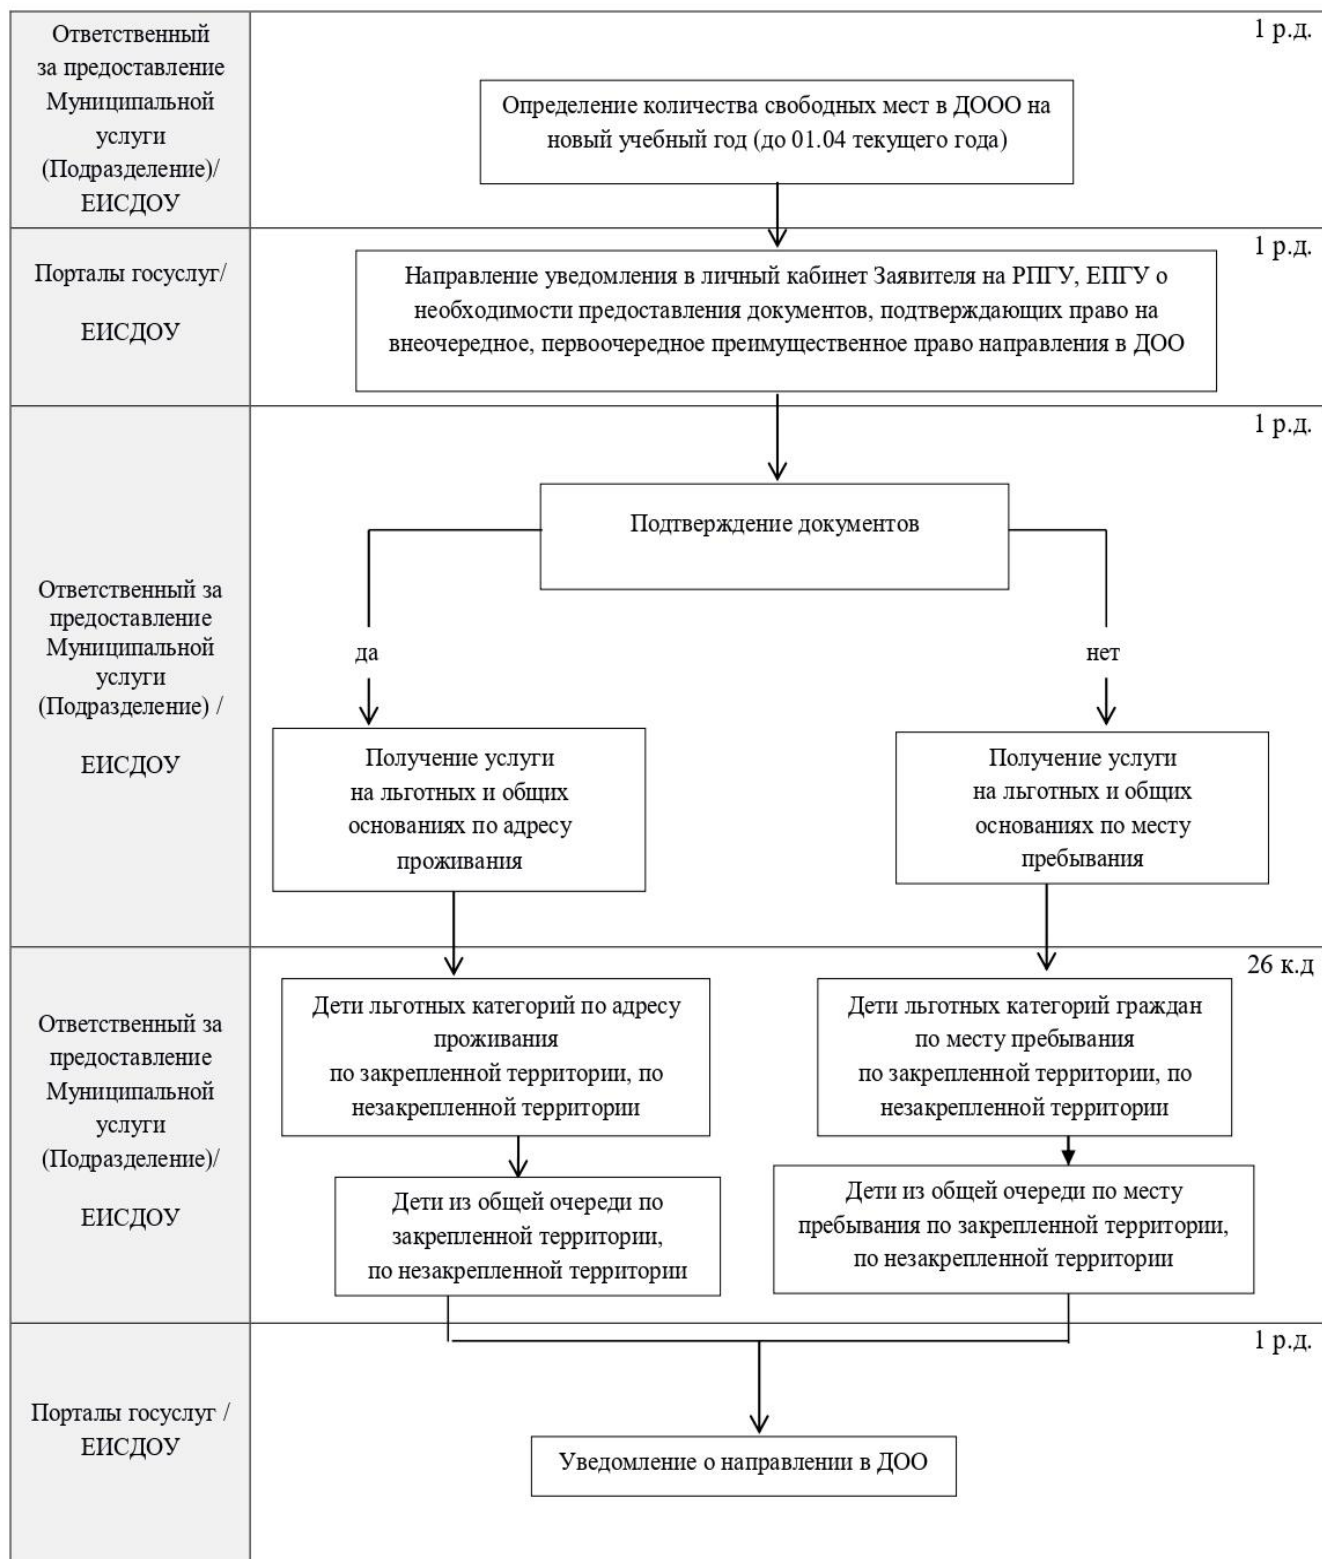 Ответственный
за предоставление
Муниципальной
услуги
(Подразделение)/
ЕИСДОУ
1 р.д.
Определение количества свободных мест в ДООО на
новый учебный год (до 01.04 текущего года)
Порталы госуслуг/
ЕИСДОУ
1 р.д.
Направление уведомления в личный кабинет Заявителя на РПГУ, ЕПГУ о
необходимости предоставления документов, подтверждающих право на
внеочередное, первоочередное преимущественное право направления в ДОО
Ответственный за
предоставление
Муниципальной
услуги
(Подразделение) /
ЕИСДОУ
1 р.д.
Подтверждение документов
да
нет
Получение услуги
на льготных и общих
основаниях по адресу
проживания
Получение услуги
на льготных и общих
основаниях по месту
пребывания
Ответственный за
предоставление
Муниципальной
услуги
(Подразделение)/
ЕИСДОУ
26 к.д
Дети льготных категорий по адресу
проживания
по закрепленной территории, по
незакрепленной территории
Дети льготных категорий граждан
по месту пребывания
по закрепленной территории, по
незакрепленной территории
Дети из общей очереди по
закрепленной территории,
по незакрепленной территории
Дети из общей очереди по месту
пребывания по закрепленной территории,
по незакрепленной территории
Порталы госуслуг /
ЕИСДОУ
1 р.д.
Уведомление о направлении в ДОО